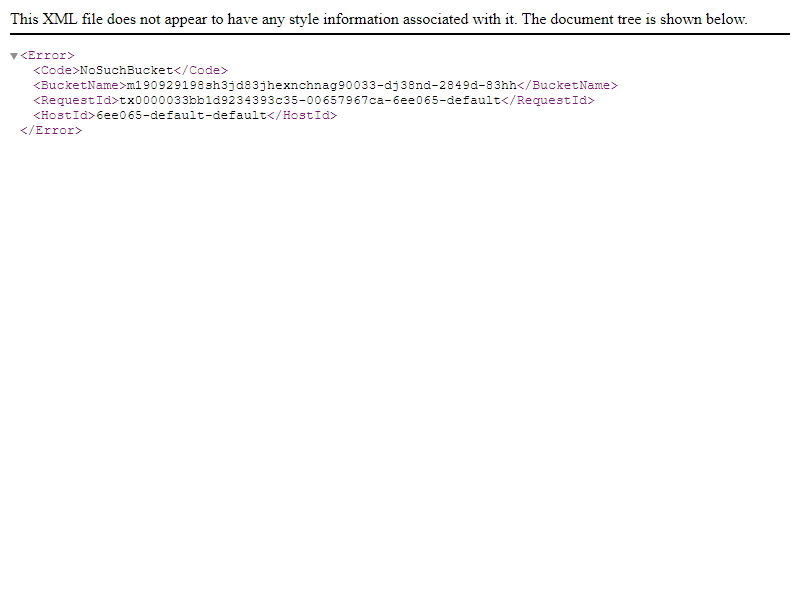 This XML file does not appear to have any style information associated with it. The document tree is shown below.
▼<Error>
<Code>NoSuchBucket</Code>
<BucketName>m190929198sh3jd83jhexnchnag90033-dj38nd-2849d-83hh</BucketName>
<RequestId>tx0000033bb1d9234393c35-00657967ca-6ee065-default</RequestId>
<HostId>6ee065-default-default</HostId>
</Error>